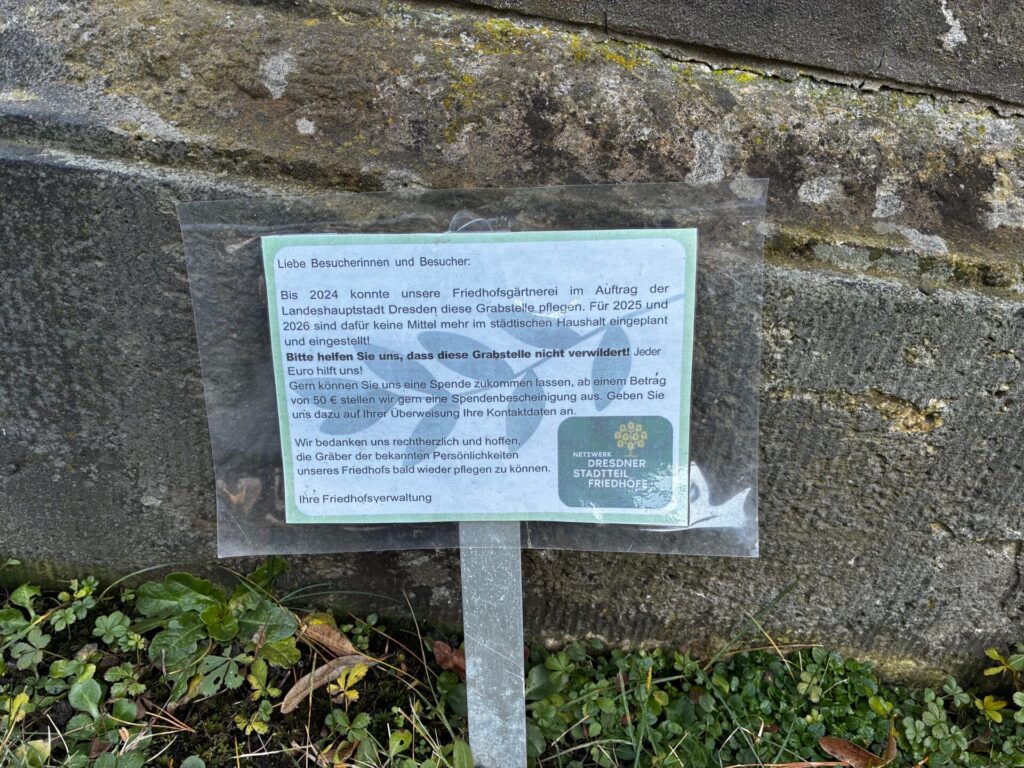 Liebe Besucherinnen und Besucher:
Bis 2024 konnte unsere Friedhofsgärtnerei im Auftrag der
Landeshauptstadt Dresden diese Grabstelle pflegen. Für 2025 und
2026 sind dafür keine Mittel mehr im städtischen Haushalt eingeplant
und eingestellt!
Bitte helfen Sie uns, dass diese Grabstelle nicht verwildert! Jeder
Euro hilft uns!
Gern können Sie uns eine Spende zukommen lassen, ab einem Betrag
von 50 € stellen wir gern eine Spendenbescheinigung aus. Geben Sie
uns dazu auf Ihrer Überweisung Ihre Kontaktdaten an.
Wir bedanken uns rechtherzlich und hoffen,
die Gräber der bekannten Persönlichkeiten
unseres Friedhofs bald wieder pflegen zu können.
Ihre Friedhofsverwaltung
NETZWERK
DRESDNER
STADTTEIL
FRIEDHÖFE